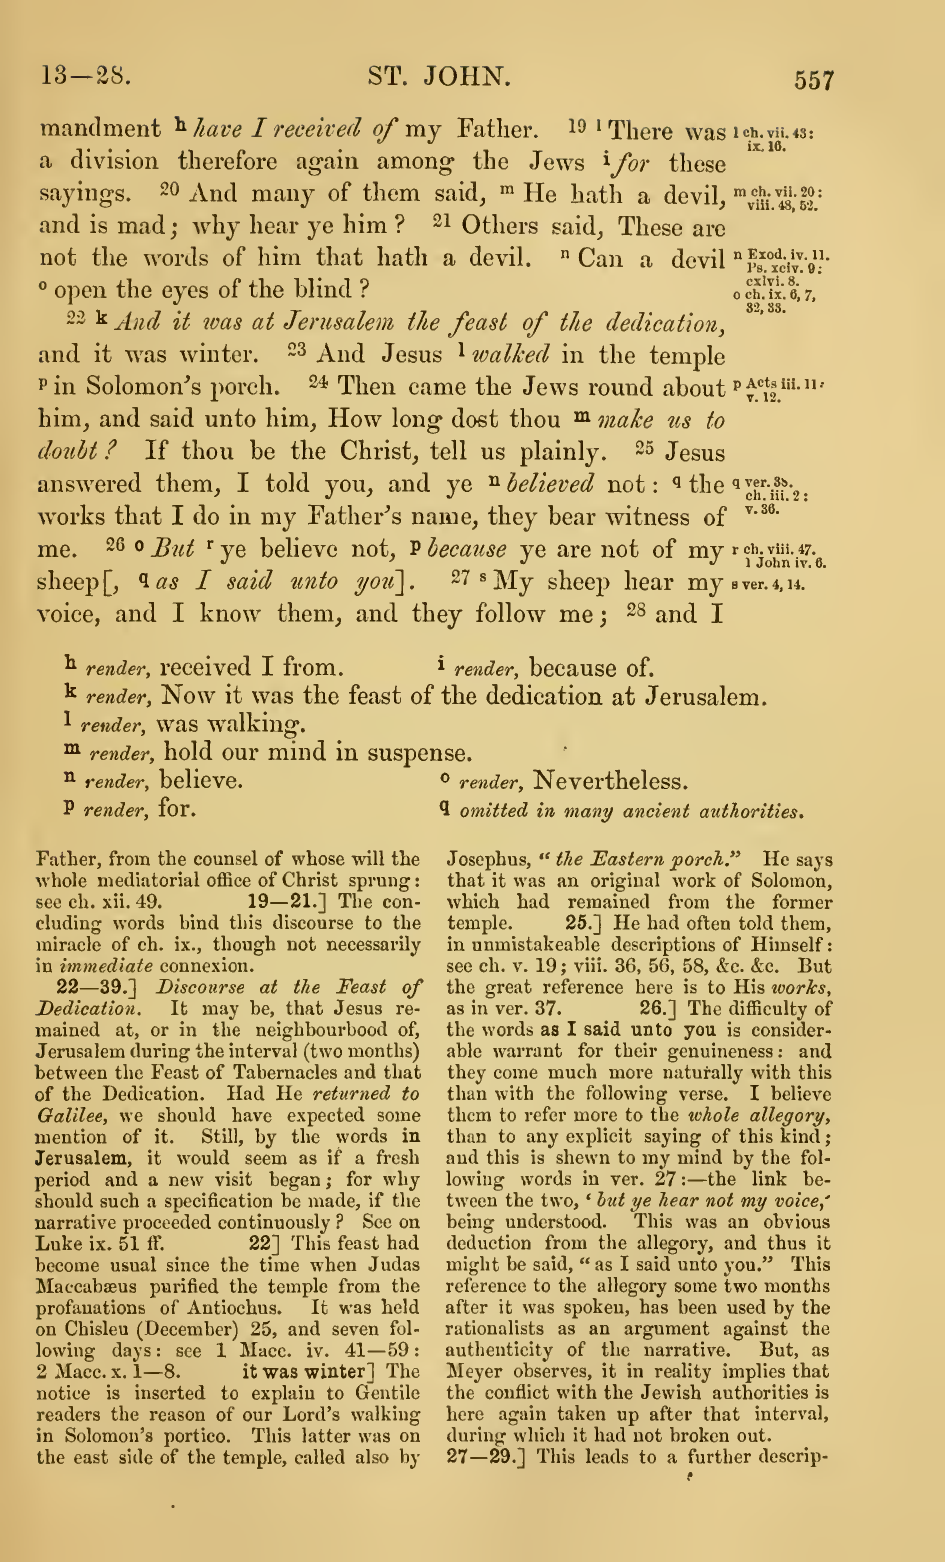 13—28. ST. JOHN. 557
mandment h have I received of my Father. 19 l There was
a division therefore again among the Jews i for these
sayings. 20 And many of them said, m He hath a devil,
and is mad; why hear ye him? 21 Others said, These are
not the words of him that hath a devil. n Can a devil
o open the eyes of the blind?
22 k And it was at Jerusalem the feast of the dedication,
and it was winter. 23 And Jesus l walked in the temple
p in Solomon's porch. 24 Then came the Jews round about
him, and said unto him, How long dost thou m make us to
doubt? If thou be the Christ, tell us plainly. 25 Jesus
answered them, I told you, and ye n believed not: q the
works that I do in my Father's name, they bear witness of
me. 26 o But r ye believe not, p because ye are not of my
sheep[, q as I said unto you]. 27 s My sheep hear my
voice, and I know them, and they follow me; 28 and I
l ch. vii. 43:
ix. 16.
m ch. vii. 20:
viii. 48, 52.
n Exod. iv. 11.
Ps. xciv. 9:
cxlvi. 8.
o ch. ix. 6, 7,
32, 33.
p Acts iii. 11:
v. 12.
q ver. 38.
ch. iii. 2:
v. 36.
r ch. viii. 47.
1 John iv. 6.
s ver. 4, 14.
h render, received I from. i render, because of.
k render, Now it was the feast of the dedication at Jerusalem.
l render, was walking.
m render, hold our mind in suspense.
n render, believe. o render, Nevertheless.
p render, for. q omitted in many ancient authorities.
Father, from the counsel of whose will the
whole mediatorial office of Christ sprung:
see ch. xii. 49. 19—21.] The con-
cluding words bind this discourse to the
miracle of ch. ix., though not necessarily
in immediate connexion.
22—39.] Discourse at the Feast of
Dedication. It may be, that Jesus re-
mained at, or in the neighbourhood of,
Jerusalem during the interval (two months)
between the Feast of Tabernacles and that
of the Dedication. Had He returned to
Galilee, we should have expected some
mention of it. Still, by the words in
Jerusalem, it would seem as if a fresh
period and a new visit began; for why
should such a specification be made, if the
narrative proceeded continuously? See on
Luke ix. 51 ff. 22] This feast had
become usual since the time when Judas
Maccabæus purified the temple from the
profanations of Antiochus. It was held
on Chisleu (December) 25, and seven fol-
lowing days: see 1 Macc. iv. 41—59:
2 Macc. x. 1—8. it was winter] The
notice is inserted to explain to Gentile
readers the reason of our Lord's walking
in Solomon's portico. This latter was on
the east side of the temple, called also by
Josephus, "the Eastern porch." He says
that it was an original work of Solomon,
which had remained from the former
temple. 25.] He had often told them,
in unmistakeable descriptions of Himself:
see ch. v. 19; viii. 36, 56, 58, &c. &c. But
the great reference here is to His works,
as in ver. 37. 26.] The difficulty of
the words as I said unto you is consider-
able warrant for their genuineness: and
they come much more naturally with this
than with the following verse. I believe
them to refer more to the whole allegory,
than to any explicit saying of this kind;
and this is shewn to my mind by the fol-
lowing words in ver. 27:—the link be-
tween the two, 'but ye hear not my voice,'
being understood. This was an obvious
deduction from the allegory, and thus it
might be said, "as I said unto you." This
reference to the allegory some two months
after it was spoken, has been used by the
rationalists as an argument against the
authenticity of the narrative. But, as
Meyer observes, it in reality implies that
the conflict with the Jewish authorities is
here again taken up after that interval,
during which it had not broken out.
27—29.] This leads to a further descrip-